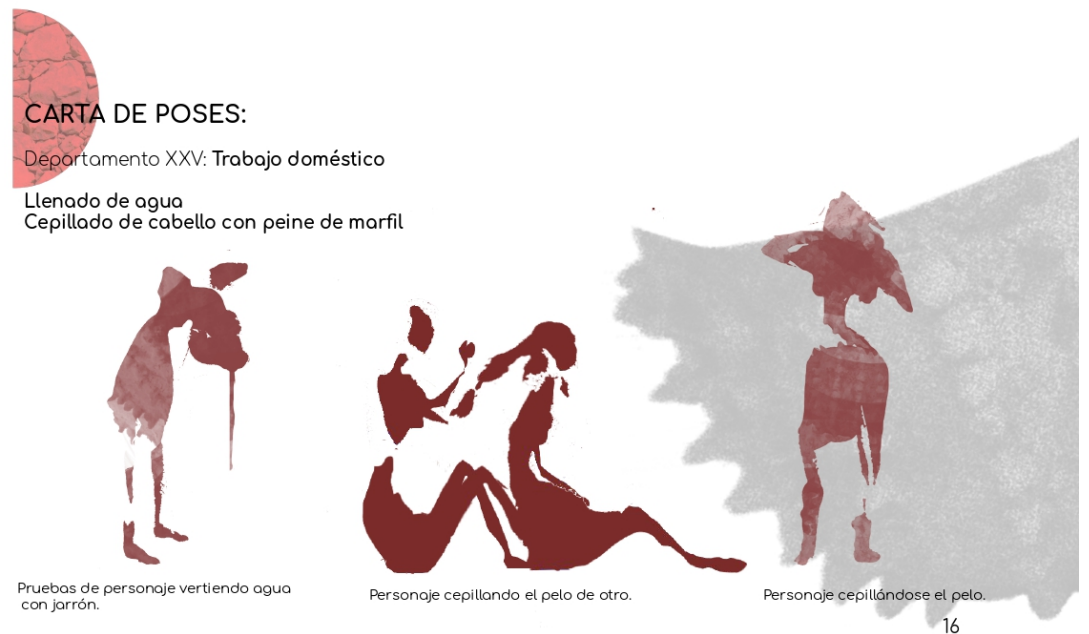 CARTA DE POSES:
Departamento XXV: Trabajo doméstico
Llenado de agua
Cepillado de cabello con peine de marfil
Pruebas de personaje vertiendo agua
con jarrón.
Personaje cepillando el pelo de otro.
Personaje cepillándose el pelo.
16